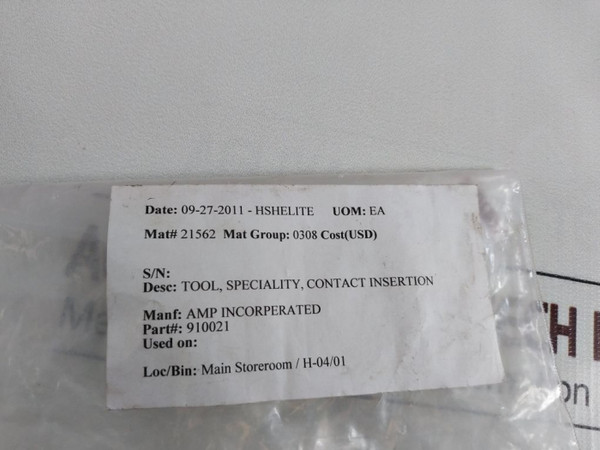 Date: 09-27-2011 - HSHELITE UOM: EA
Mat# 21562 Mat Group: 0308 Cost(USD)
S/N:
Desc: TOOL, SPECIALITY, CONTACT INSERTION
Manf: AMP INCORPERATED
Part#: 910021
Used on:
Loc/Bin: Main Storeroom / H-04/01